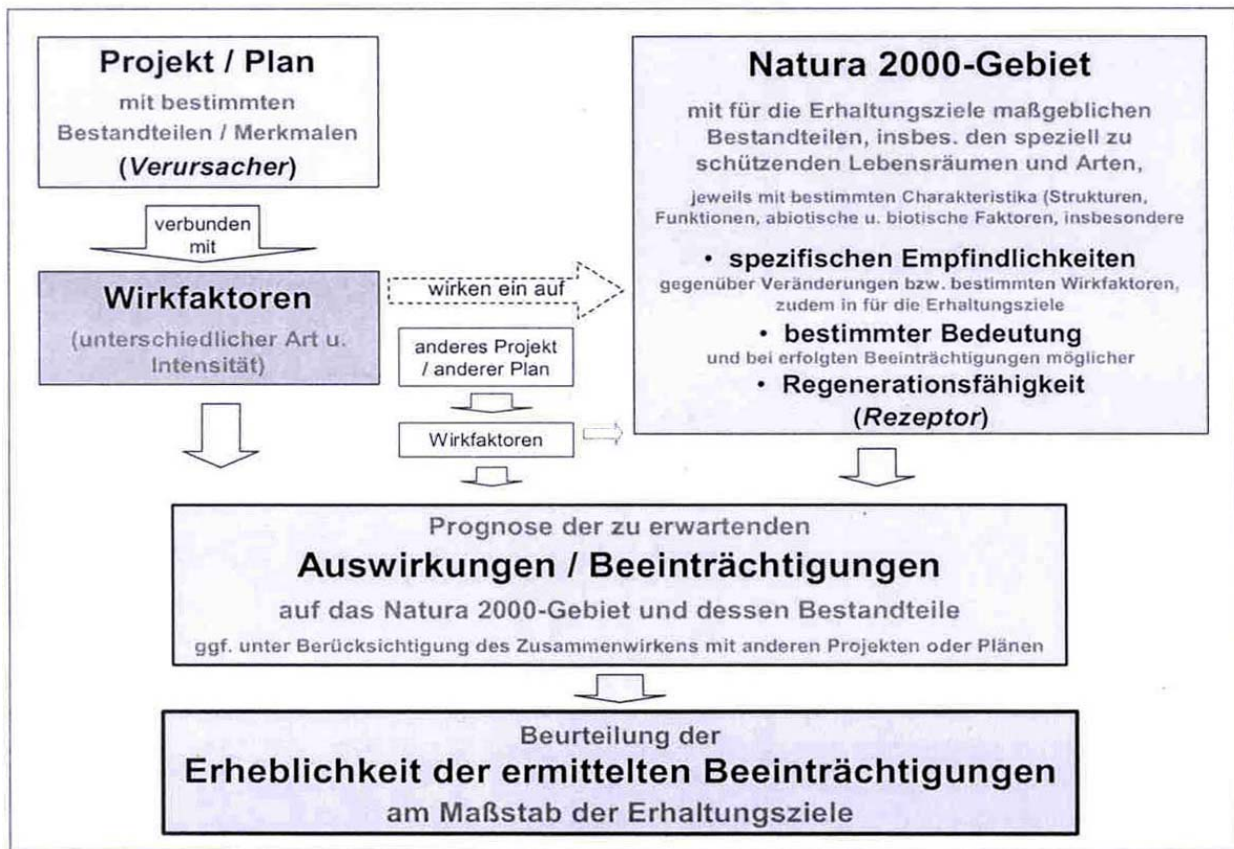 Projekt / Plan
mit bestimmten
Bestandteilen / Merkmalen
(Verursacher)
verbunden
mit
Wirkfaktoren
(unterschiedlicher Art u.
Intensität)
wirken ein auf
anderes Projekt
/ anderer Plan
Wirkfaktoren
Natura 2000-Gebiet
mit für die Erhaltungsziele maßgeblichen
Bestandteilen, insbes. den speziell zu
schützenden Lebensräumen und Arten,
jeweils mit bestimmten Charakteristika (Strukturen,
Funktionen, abiotische u. biotische Faktoren, insbesondere
• spezifischen Empfindlichkeiten
gegenüber Veränderungen bzw. bestimmten Wirkfaktoren,
zudem in für die Erhaltungsziele
• bestimmter Bedeutung
und bei erfolgten Beeinträchtigungen möglicher
• Regenerationsfähigkeit
(Rezeptor)
Prognose der zu erwartenden
Auswirkungen / Beeinträchtigungen
auf das Natura 2000-Gebiet und dessen Bestandteile
ggf. unter Berücksichtigung des Zusammenwirkens mit anderen Projekten oder Plänen
Beurteilung der
Erheblichkeit der ermittelten Beeinträchtigungen
am Maßstab der Erhaltungsziele